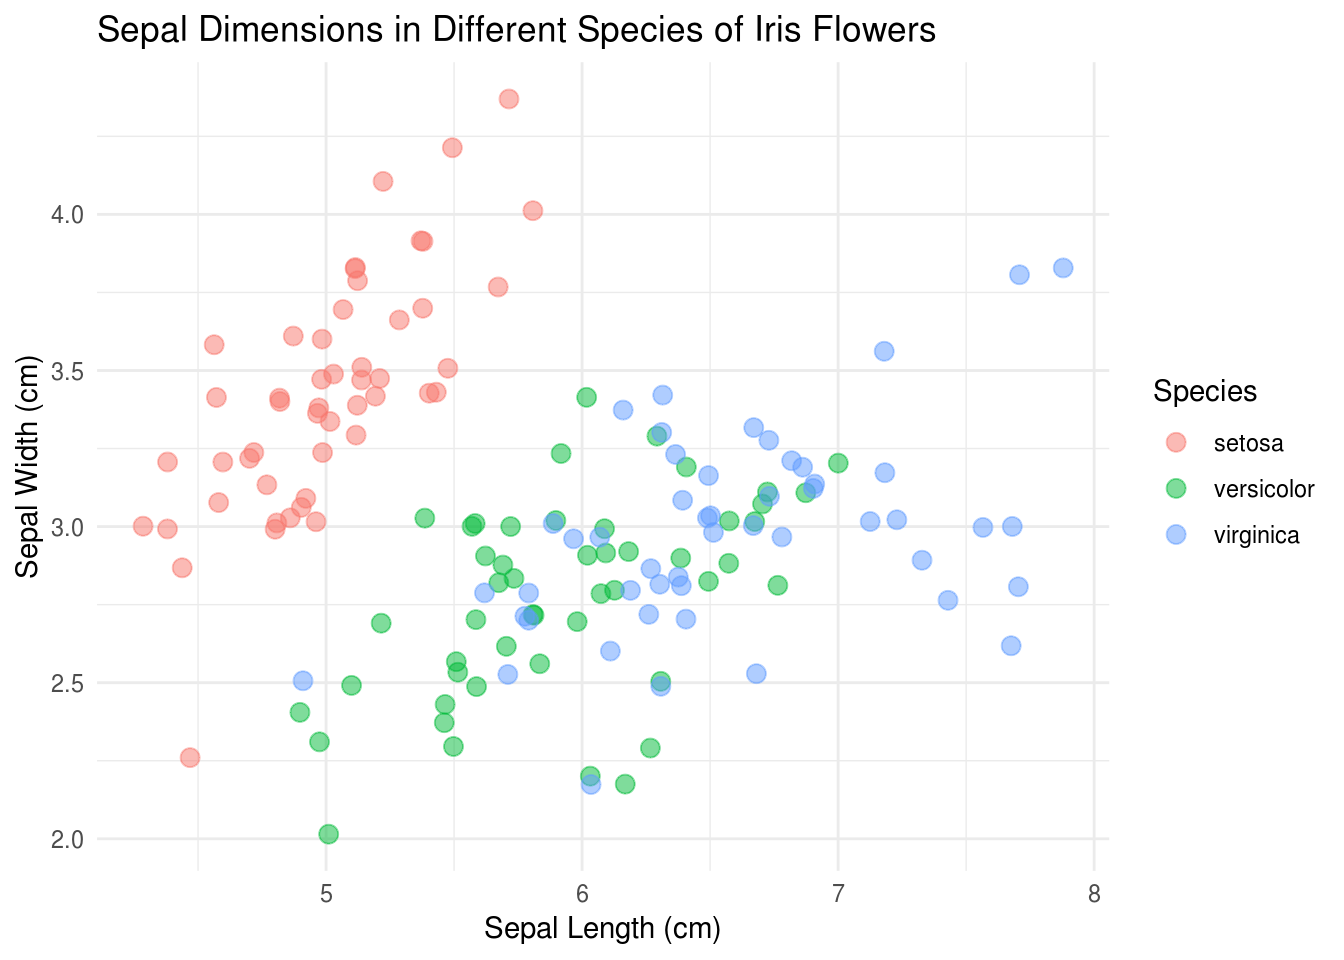 Sepal Dimensions in Different Species of Iris Flowers
Sepal Width (cm)
4.0
3.5
3.0
2.5
2.0
5 6 7 8
Sepal Length (cm)
Species
setosa
versicolor
virginica